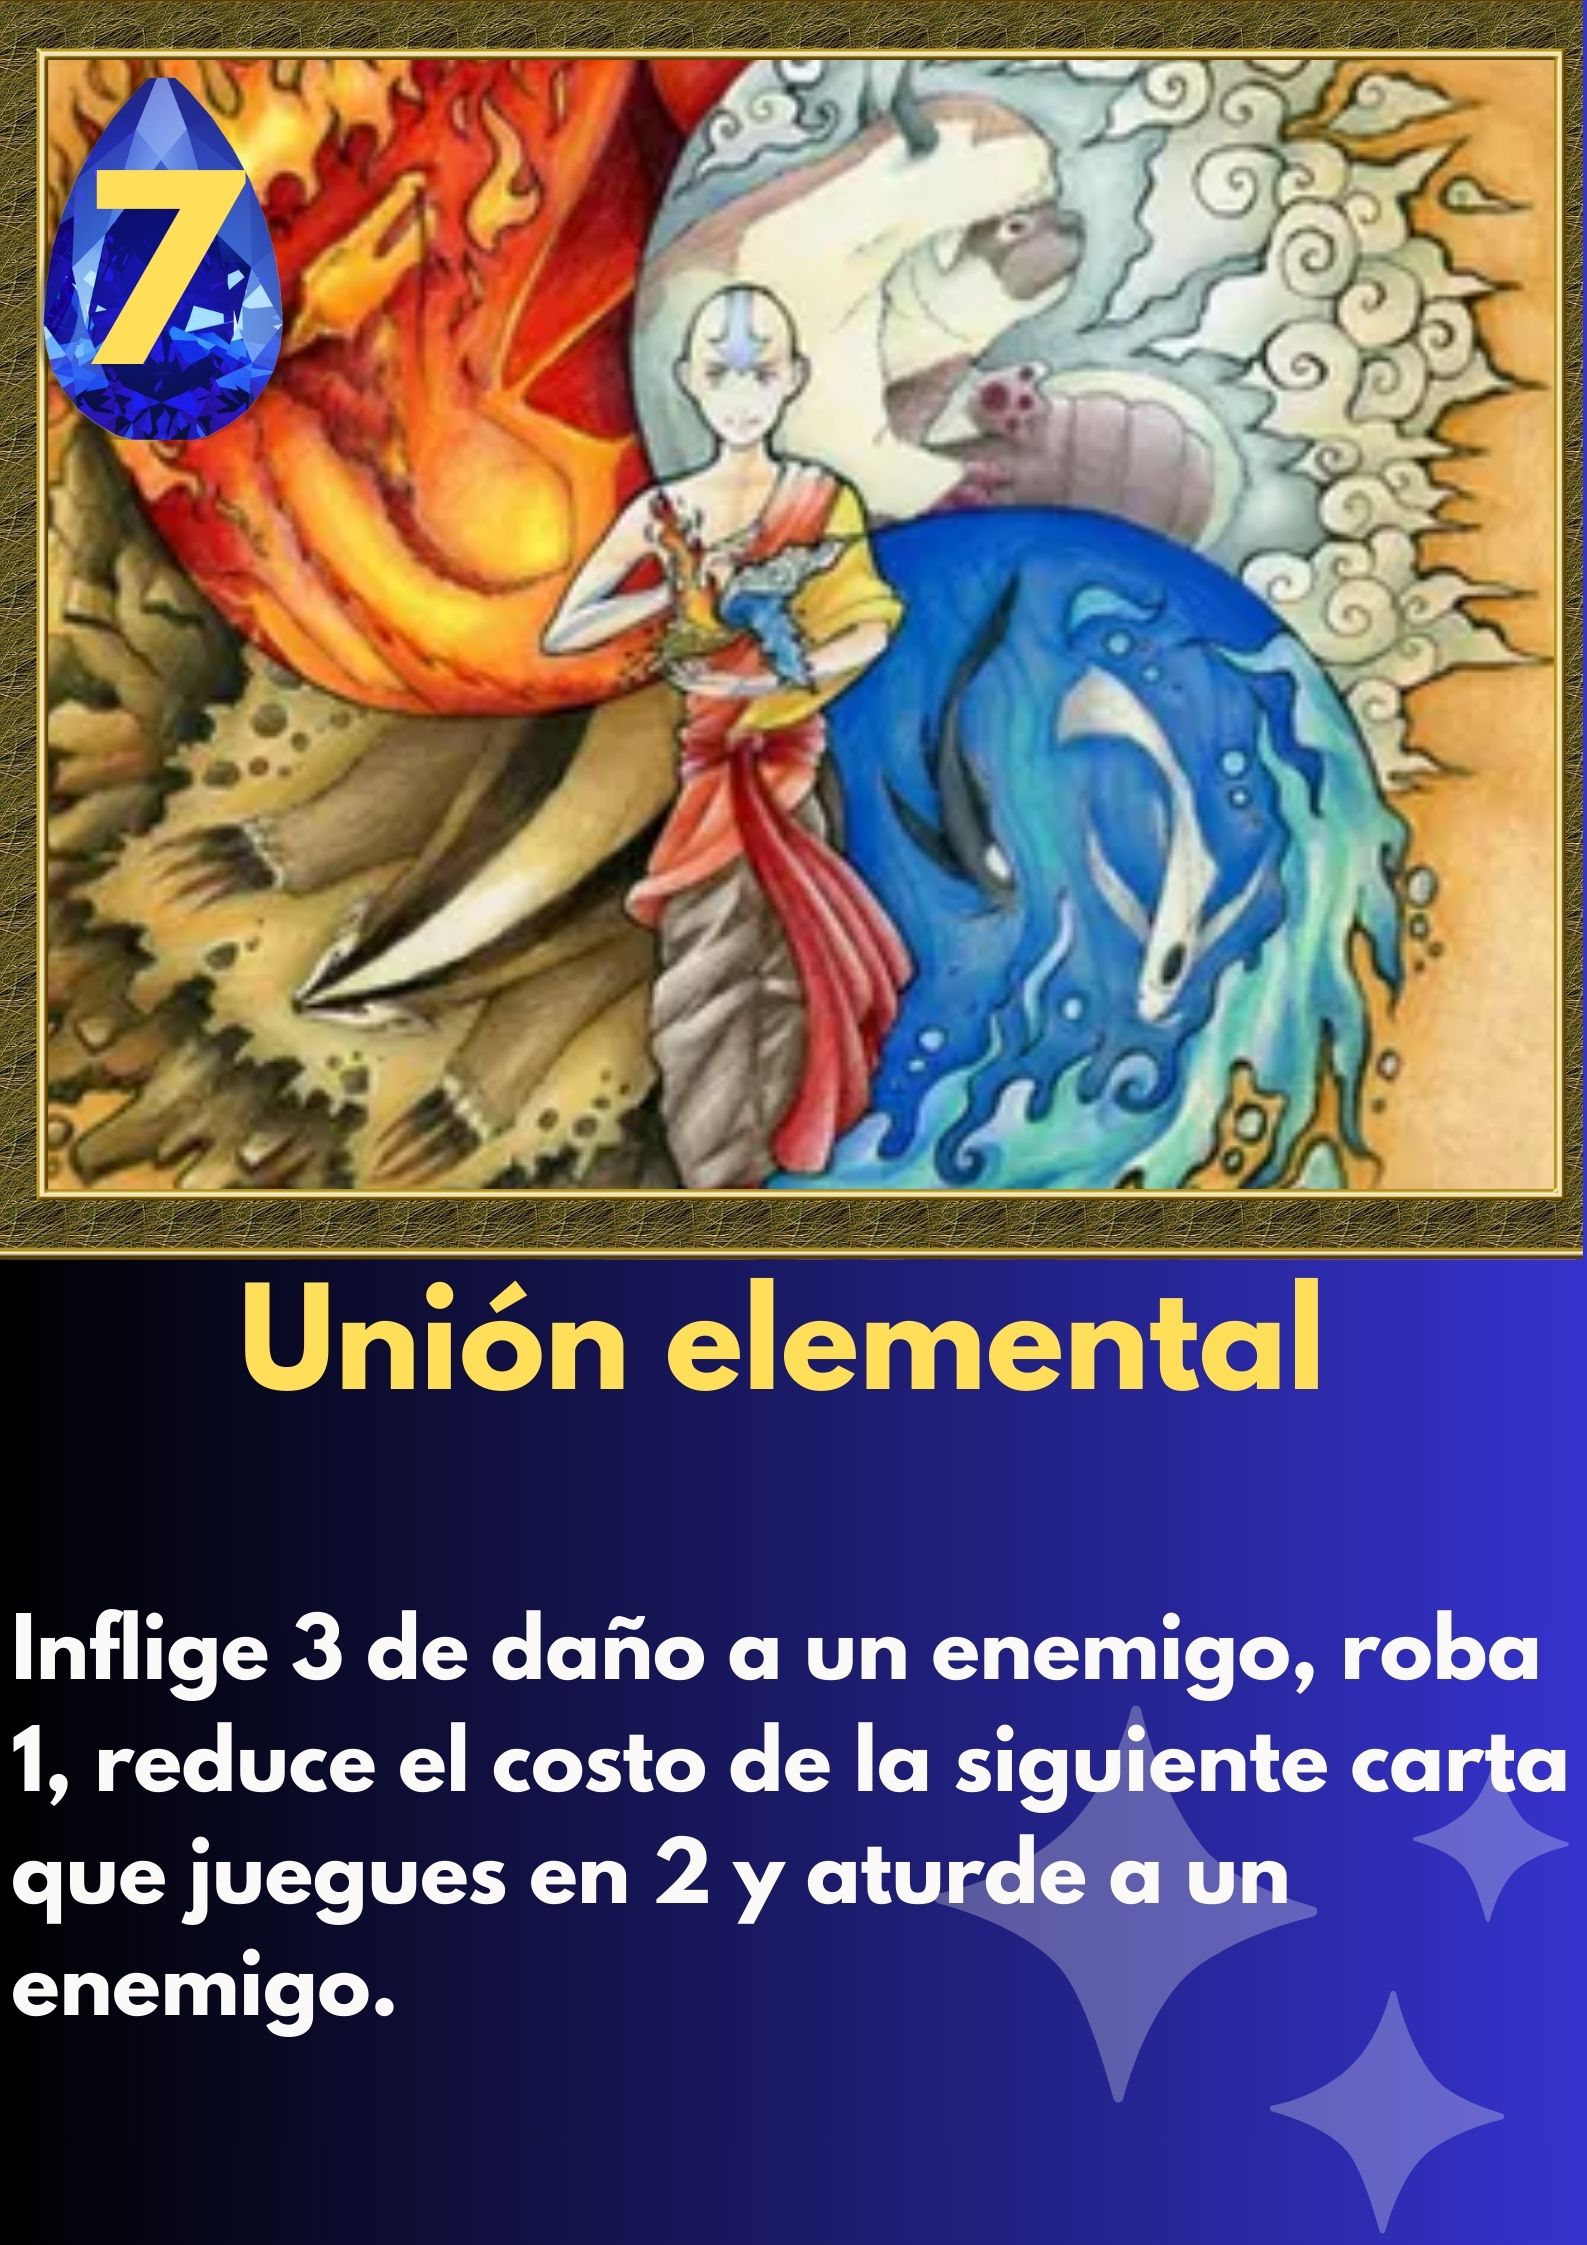 7
Unión elemental
Inflige 3 de daño a un enemigo, roba
1, reduce el costo de la siguiente carta
que juegues en 2 y aturde a un
enemigo.